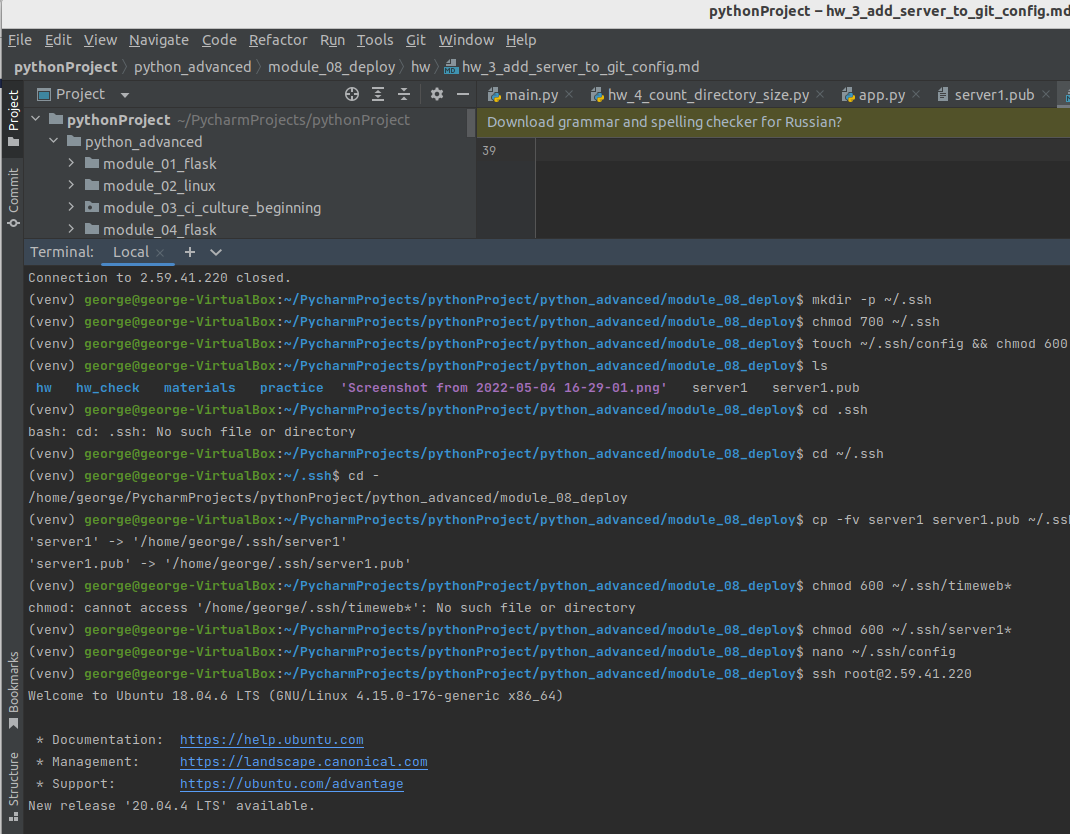 pythonProject – hw_3_add_server_to_git_config.md
File Edit View Navigate Code Refactor Run Tools Git Window Help
pythonProject python_advanced module_08_deploy hw hw_3_add_server_to_git_config.md
Project main.py hw_4_count_directory_size.py app.py server1.pub
Project
pythonProject ~/PycharmProjects/pythonProject
Download grammar and spelling checker for Russian?
python_advanced
39
module_01_flask
Commit
module_02_linux
module_03_ci_culture_beginning
module_04_flask
Terminal: Local × + 
Connection to 2.59.41.220 closed.
(venv) george@george-VirtualBox:~/PycharmProjects/pythonProject/python_advanced/module_08_deploy$ mkdir -p ~/.ssh
(venv) george@george-VirtualBox:~/PycharmProjects/pythonProject/python_advanced/module_08_deploy$ chmod 700 ~/.ssh
(venv) george@george-VirtualBox:~/PycharmProjects/pythonProject/python_advanced/module_08_deploy$ touch ~/.ssh/config && chmod 600
(venv) george@george-VirtualBox:~/PycharmProjects/pythonProject/python_advanced/module_08_deploy$ ls
hw hw_check materials practice 'Screenshot from 2022-05-04 16-29-01.png' server1 server1.pub
(venv) george@george-VirtualBox:~/PycharmProjects/pythonProject/python_advanced/module_08_deploy$ cd .ssh
bash: cd: .ssh: No such file or directory
(venv) george@george-VirtualBox:~/PycharmProjects/pythonProject/python_advanced/module_08_deploy$ cd ~/.ssh
(venv) george@george-VirtualBox:~/.ssh$ cd -
/home/george/PycharmProjects/pythonProject/python_advanced/module_08_deploy
(venv) george@george-VirtualBox:~/PycharmProjects/pythonProject/python_advanced/module_08_deploy$ cp -fv server1 server1.pub ~/.ssh
'server1' -> '/home/george/.ssh/server1'
'server1.pub' -> '/home/george/.ssh/server1.pub'
(venv) george@george-VirtualBox:~/PycharmProjects/pythonProject/python_advanced/module_08_deploy$ chmod 600 ~/.ssh/timeweb*
chmod: cannot access '/home/george/.ssh/timeweb*': No such file or directory
(venv) george@george-VirtualBox:~/PycharmProjects/pythonProject/python_advanced/module_08_deploy$ chmod 600 ~/.ssh/server1*
(venv) george@george-VirtualBox:~/PycharmProjects/pythonProject/python_advanced/module_08_deploy$ nano ~/.ssh/config
(venv) george@george-VirtualBox:~/PycharmProjects/pythonProject/python_advanced/module_08_deploy$ ssh root@2.59.41.220
Bookmarks
Welcome to Ubuntu 18.04.6 LTS (GNU/Linux 4.15.0-176-generic x86_64)
* Documentation: https://help.ubuntu.com
* Management: https://landscape.canonical.com
* Support: https://ubuntu.com/advantage
Structure
New release '20.04.4 LTS' available.